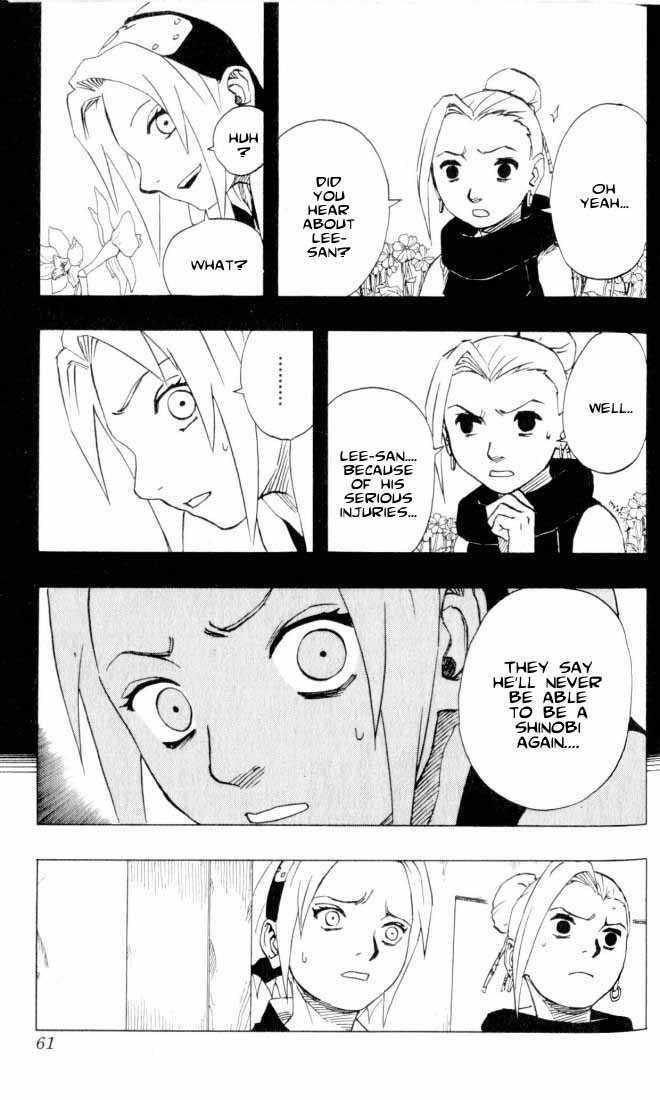 OH
YEAH...
DID
YOU
HEAR
ABOUT
LEE-
SAN?
HUH
?
WHAT?
WELL..
LEE-SAN....
BECAUSE
OF HIS
SERIOUS
INJURIES...
.........
THEY SAY
HE'LL NEVER
BE ABLE
TO BE A
SHINOBI
AGAIN....
61